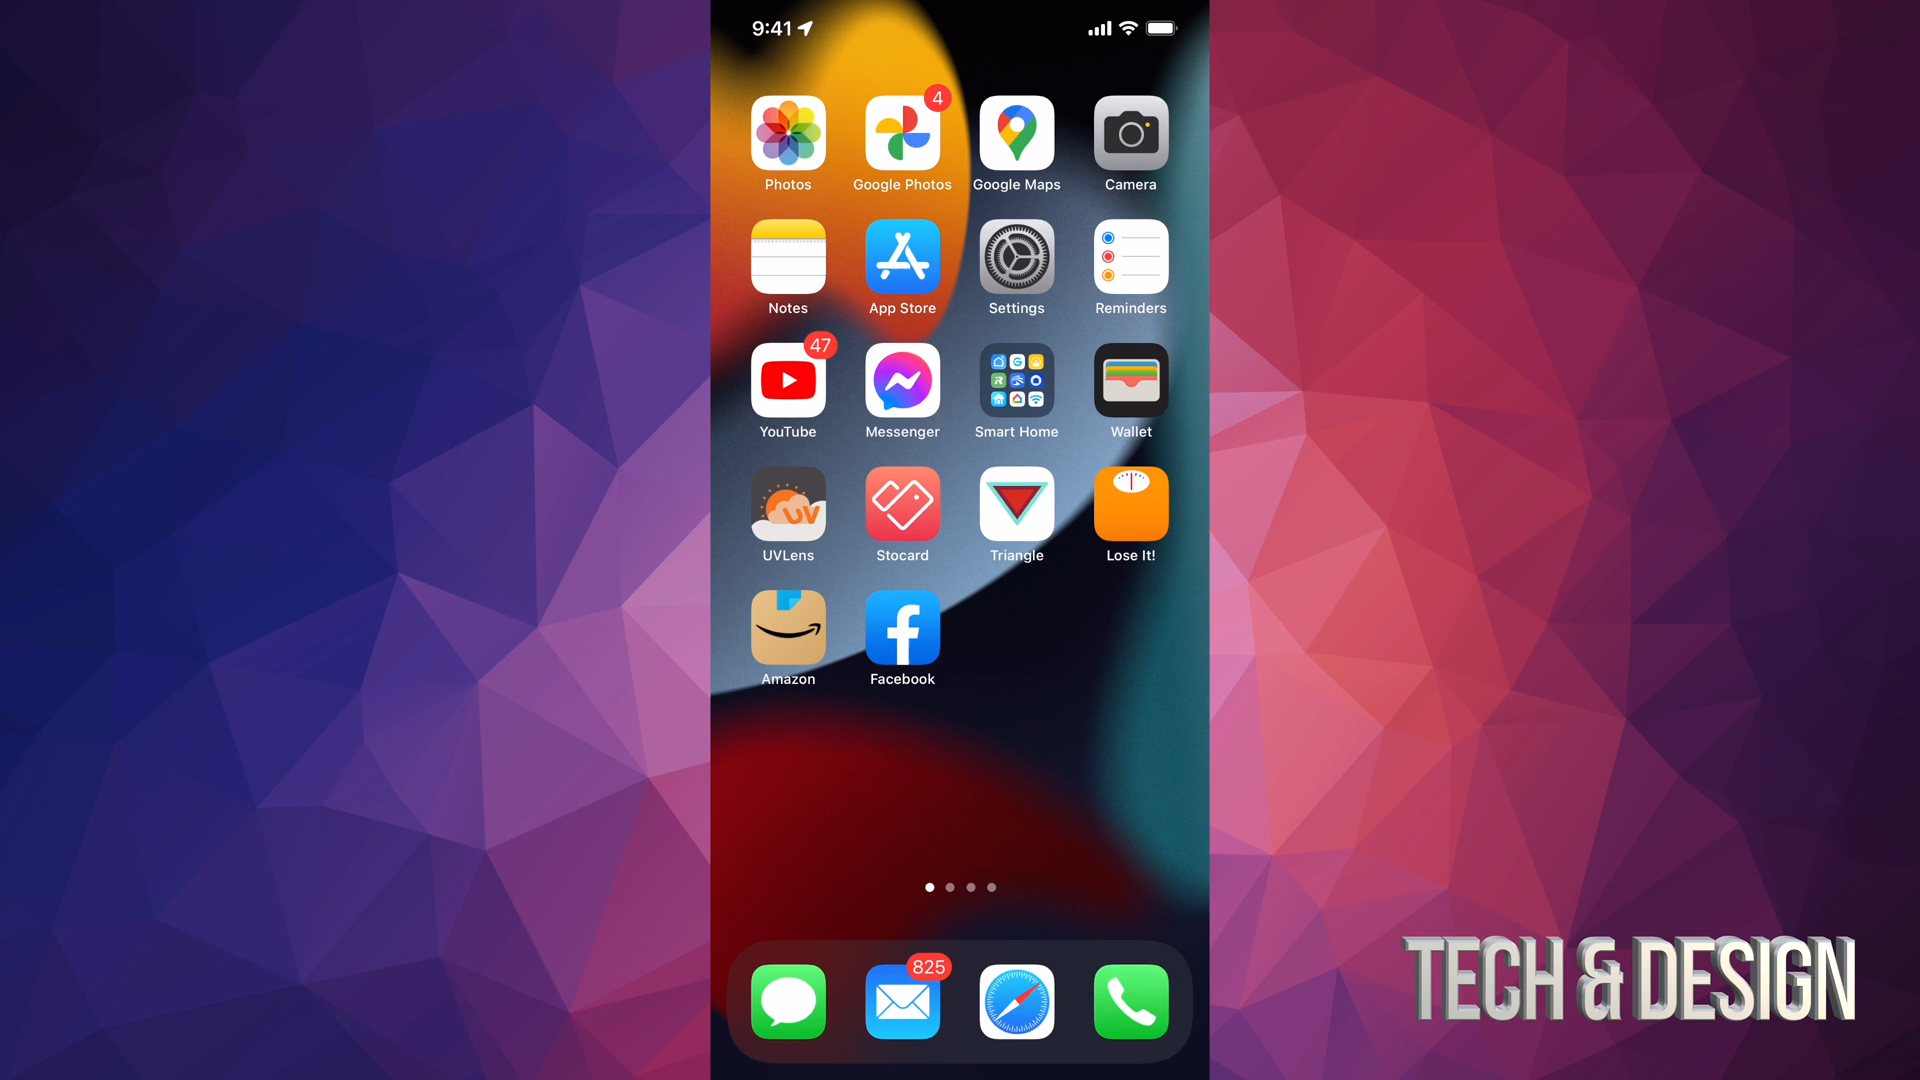 9:41
4
Photos Google Photos Google Maps Camera
Notes App Store Settings Reminders
47
YouTube Messenger Smart Home Wallet
UV
UVLens Stocard Triangle Lose It!
Amazon Facebook
825
TECH & DESIGN